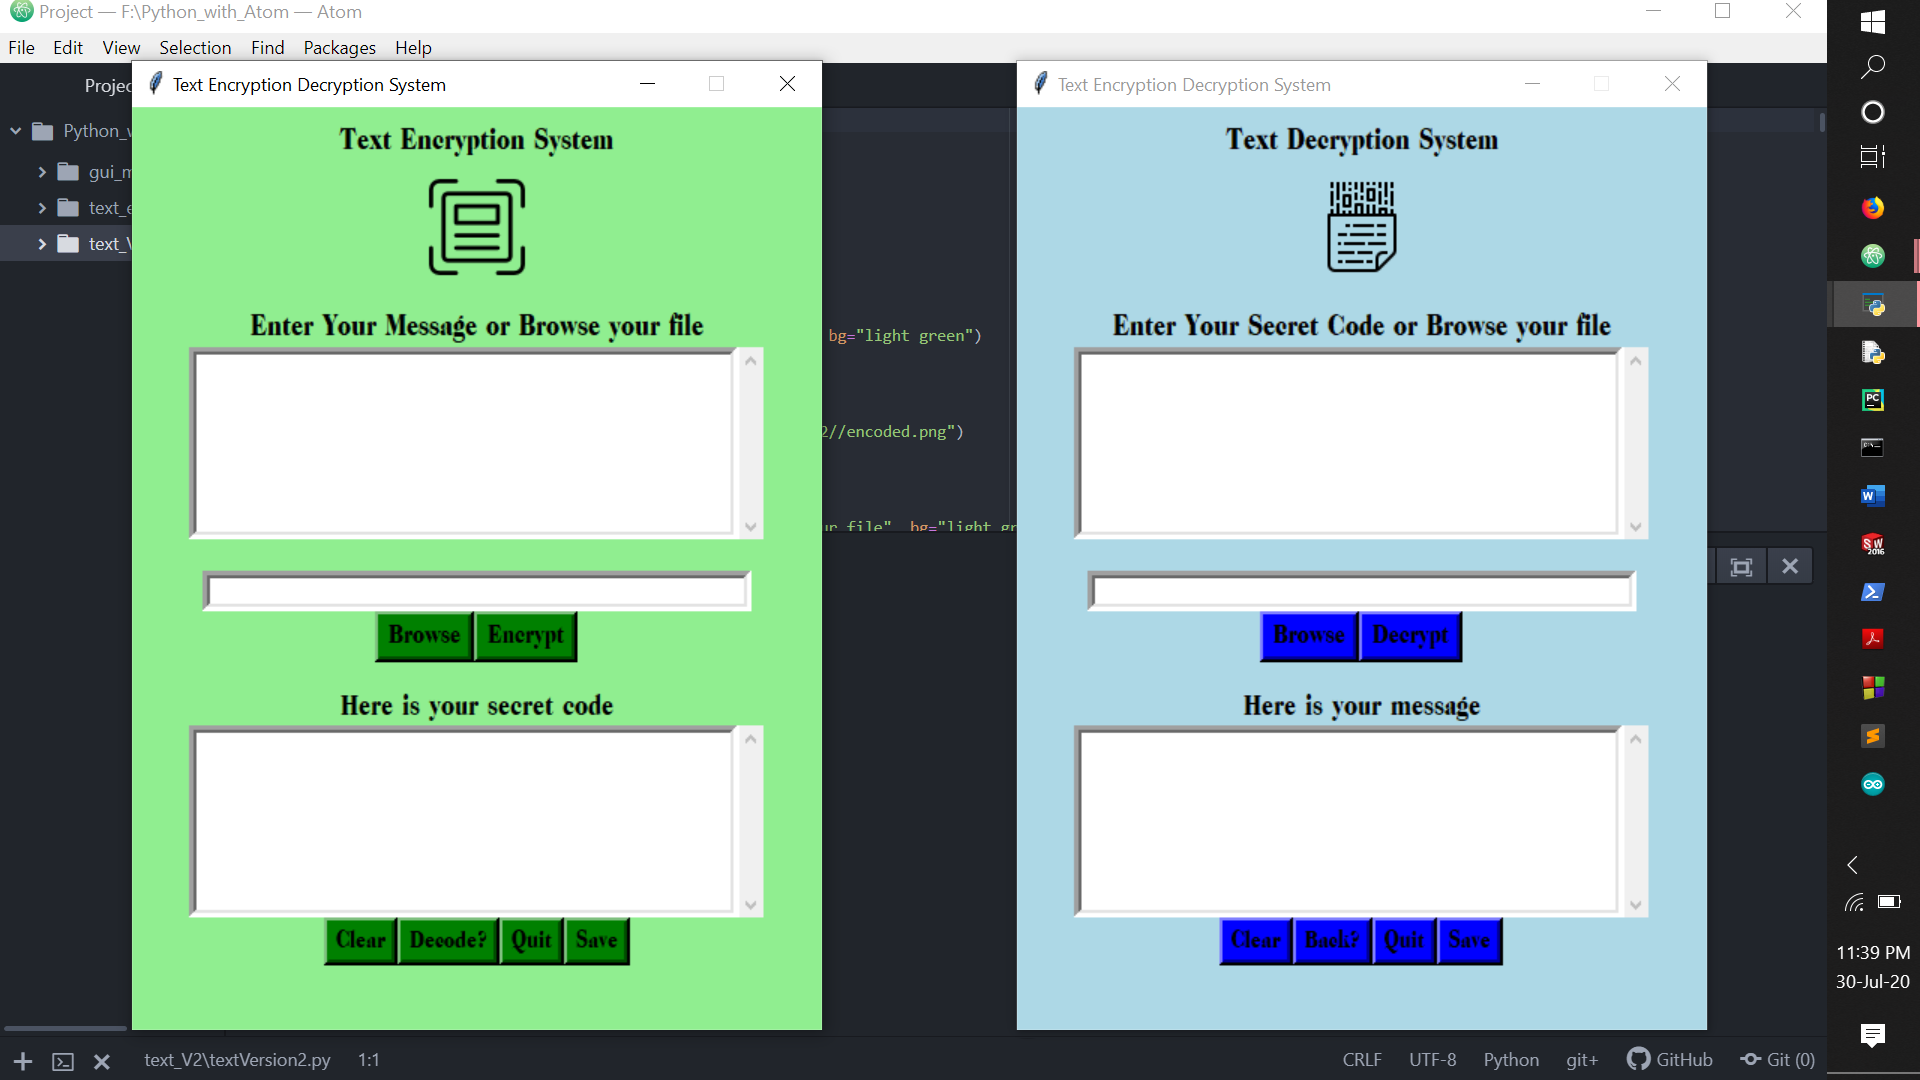 Project — F:\Python_with_Atom — Atom
File Edit View Selection Find Packages Help
Projec
Python_v
gui_m
text_e
text_V
Text Encryption Decryption System
Text Encryption System
Enter Your Message or Browse your file
Browse Encrypt
Here is your secret code
Clear Decode? Quit Save
bg="light green")
2//encoded.png")
ur file" bg="light gr
Text Encryption Decryption System
Text Decryption System
Enter Your Secret Code or Browse your file
Browse Decrypt
Here is your message
Clear Back? Quit Save
text_V2\textVersion2.py 1:1
CRLF UTF-8 Python git+ GitHub Git (0)
PC
W
SW
2016
11:39 PM
30-Jul-20